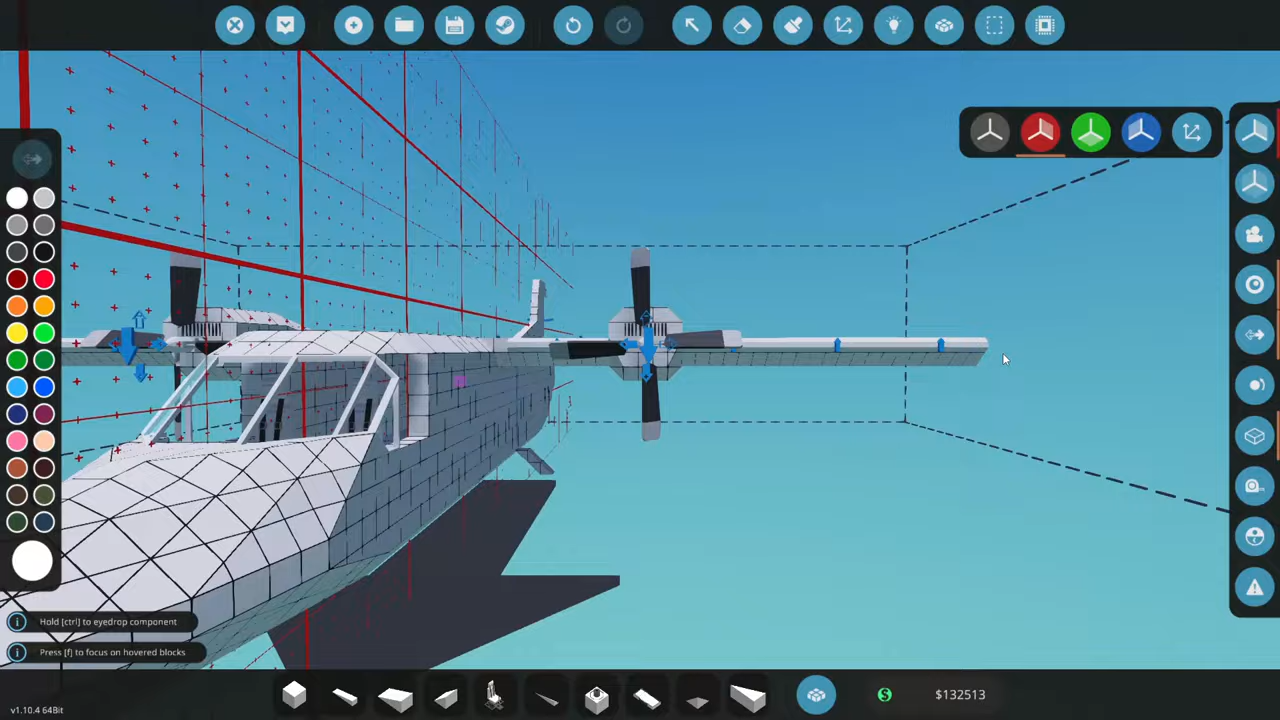 Hold [ctrl] to eyedrop component
Press [f] to focus on hovered blocks
$ $132513
v1.10.4 64Bit